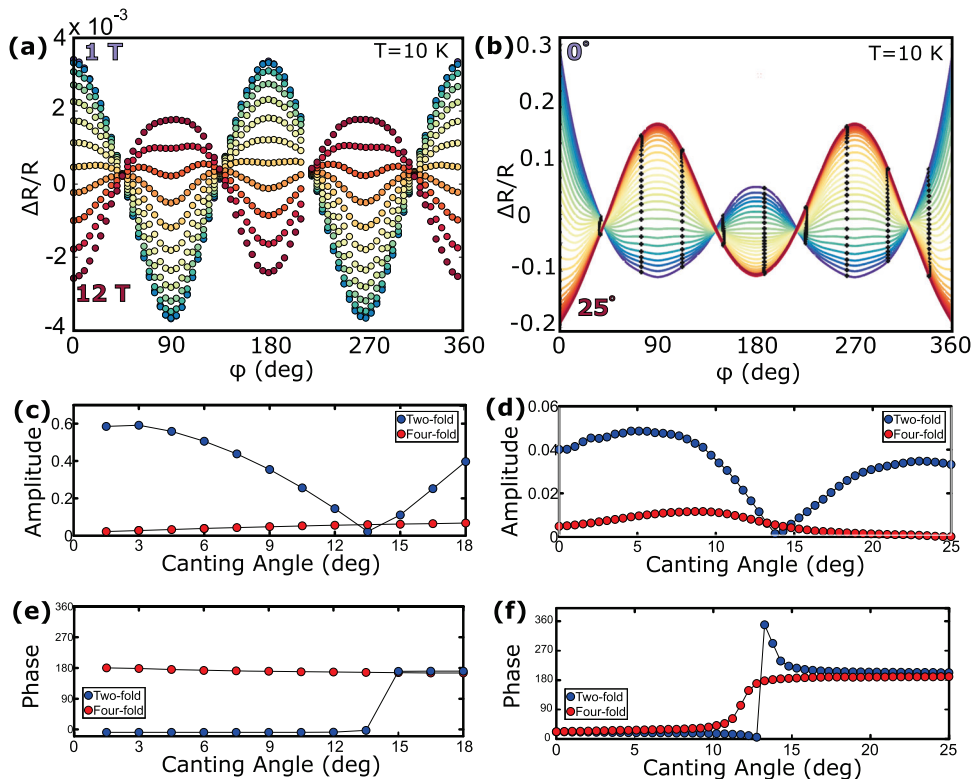 4 x 10⁻³
(a) 1 T T=10 K
2
0
-2
-4
12 T
ΔR/R
0 90 180 270 360
φ (deg)
(b) 0° T=10 K
0.3
0.2
0.1
0
-0.1
-0.2
25°
ΔR/R
0 90 180 270 360
φ (deg)
(c)
Two-fold
Four-fold
0.6
0.4
0.2
0
Amplitude
0 3 6 9 12 15 18
Canting Angle (deg)
(d)
Two-fold
Four-fold
0.06
0.04
0.02
0
Amplitude
0 5 10 15 20 25
Canting Angle (deg)
(e)
360
270
180
90
0
Phase
Two-fold
Four-fold
0 3 6 9 12 15 18
Canting Angle (deg)
(f)
360
270
180
90
0
Phase
Two-fold
Four-fold
0 5 10 15 20 25
Canting Angle (deg)